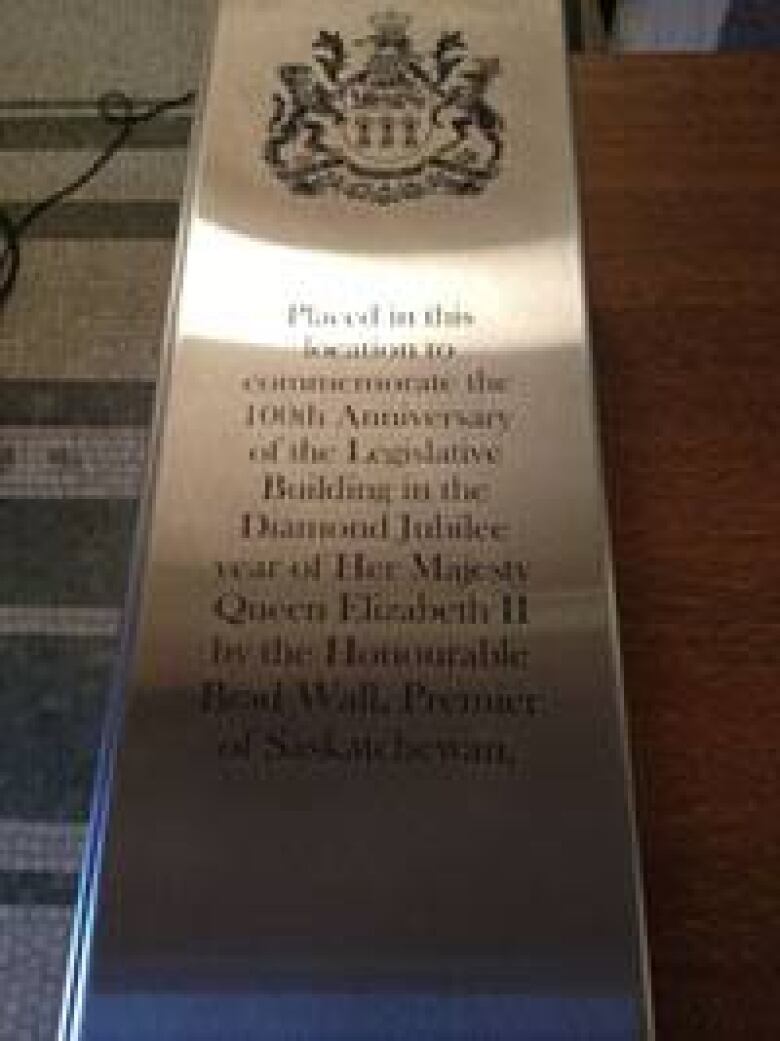 Placed in this
location to
commemorate the
100th Anniversary
of the Legislative
Building in the
Diamond Jubilee
year of Her Majesty
Queen Elizabeth II
by the Honourable
Brad Wall, Premier
of Saskatchewan,